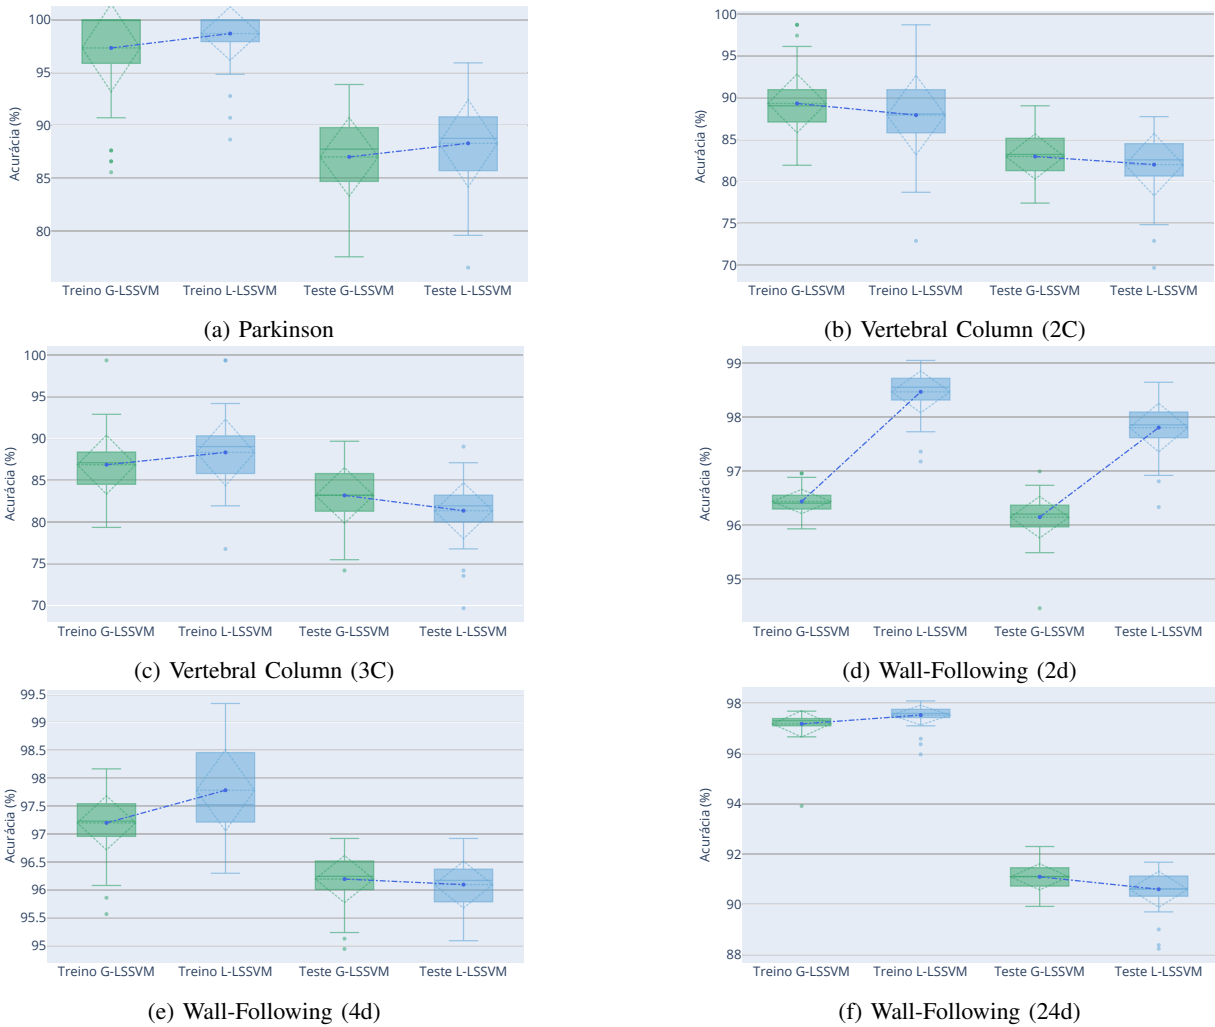 100
95
90
85
80
Acurácia (%)
Treino G-LSSVM
Treino L-LSSVM
Teste G-LSSVM
Teste L-LSSVM
(a) Parkinson
100
95
90
85
80
75
70
Acurácia (%)
Treino G-LSSVM
Treino L-LSSVM
Teste G-LSSVM
Teste L-LSSVM
(b) Vertebral Column (2C)
100
95
90
85
80
75
70
Acurácia (%)
Treino G-LSSVM
Treino L-LSSVM
Teste G-LSSVM
Teste L-LSSVM
(c) Vertebral Column (3C)
99
98
97
96
95
Acurácia (%)
Treino G-LSSVM
Treino L-LSSVM
Teste G-LSSVM
Teste L-LSSVM
(d) Wall-Following (2d)
99.5
99
98.5
98
97.5
97
96.5
96
95.5
95
Acurácia (%)
Treino G-LSSVM
Treino L-LSSVM
Teste G-LSSVM
Teste L-LSSVM
(e) Wall-Following (4d)
98
96
94
92
90
88
Acurácia (%)
Treino G-LSSVM
Treino L-LSSVM
Teste G-LSSVM
Teste L-LSSVM
(f) Wall-Following (24d)